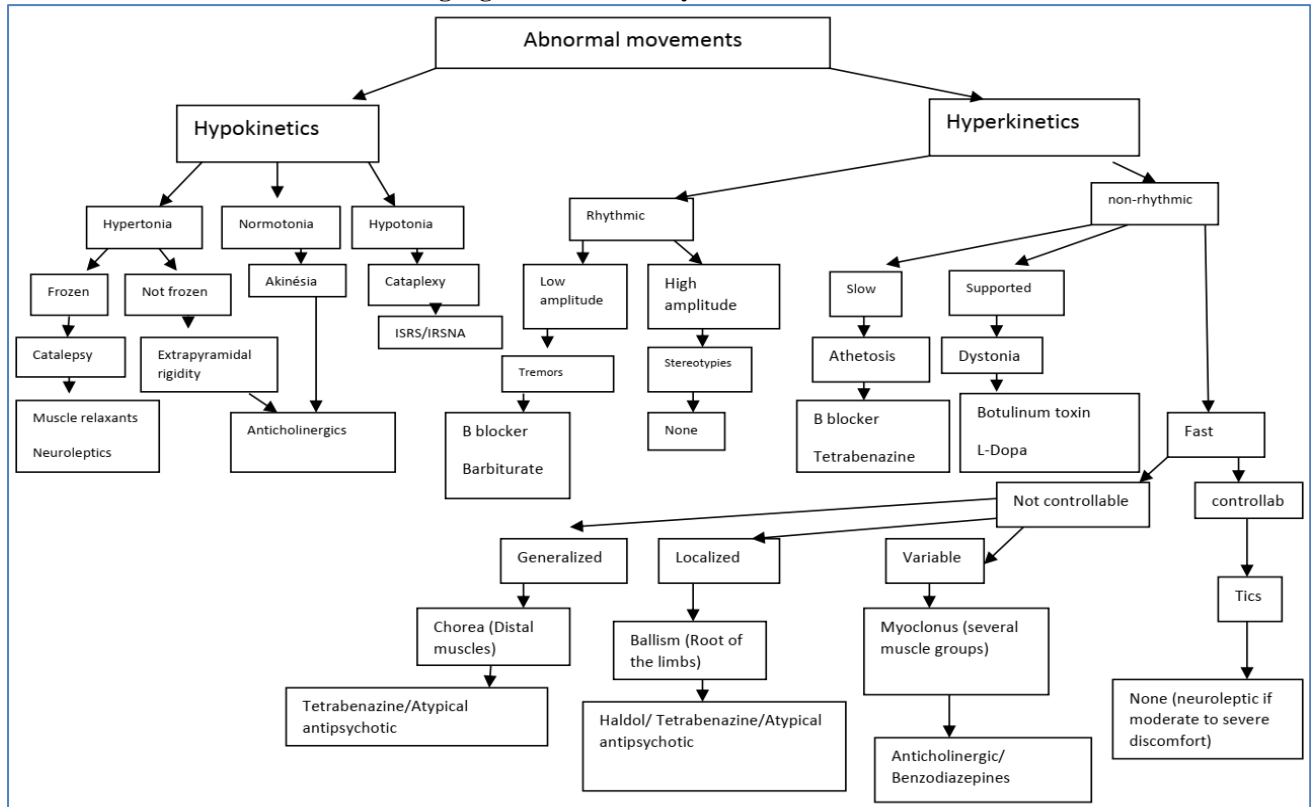 Abnormal movements
Hypokinetics
Hyperkinetics
Hypertonia
Normotonia
Hypotonia
Rhythmic
non-rhythmic
Frozen
Not frozen
Akinésia
Cataplexy
Low
amplitude
High
amplitude
Slow
Supported
ISRS/IRSNA
Catalepsy
Extrapyramidal
rigidity
Tremors
Stereotypies
Athetosis
Dystonia
Muscle relaxants
Neuroleptics
Anticholinergics
B blocker
Barbiturate
None
B blocker
Tetrabenazine
Botulinum toxin
L-Dopa
Fast
Not controllable
controllab
Generalized
Localized
Variable
Tics
Chorea (Distal
muscles)
Ballism (Root of
the limbs)
Myoclonus (several
muscle groups)
Tetrabenazine/Atypical
antipsychotic
Haldol/ Tetrabenazine/Atypical
antipsychotic
Anticholinergic/
Benzodiazepines
None (neuroleptic if
moderate to severe
discomfort)